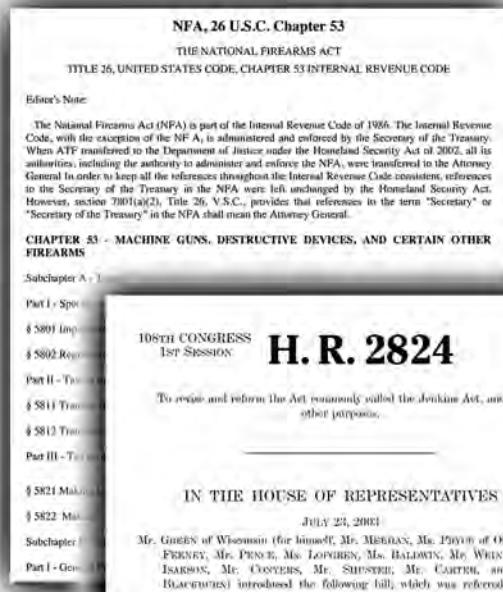 NFA, 26 U.S.C. Chapter 53
THE NATIONAL FIREARMS ACT
TITLE 26, UNITED STATES CODE, CHAPTER 53 INTERNAL REVENUE CODE
Editor's Note:
The National Firearms Act (NFA) is part of the Internal Revenue Code of 1986. The Internal Revenue
Code, with the exception of the NF A, is administered and enforced by the Secretary of the Treasury.
When ATF transferred to the Department of Justice under the Homeland Security Act of 2002, all its
authorities, including the authority to administer and enforce the NFA, were transferred to the Attorney
General In order to keep all the references throughout the Internal Revenue Code consistent, references
to the Secretary of the Treasury in the NFA were left unchanged by the Homeland Security Act.
However, section 7801(a)(2), Title 26, V.S.C., provides that references to the term "Secretary" or
"Secretary of the Treasury" in the NFA shall mean the Attorney General.
CHAPTER 53 - MACHINE GUNS, DESTRUCTIVE DEVICES, AND CERTAIN OTHER
FIREARMS
Subchapter A -
Part I -
§ 5801
§ 5802
Part II -
§ 5811
§ 5812
Part III -
§ 5821
§ 5822
Subchapter
Part I -
108TH CONGRESS
1ST SESSION
H. R. 2824
To revise and reform the Act commonly called the Jenkins Act, and
other purposes.
IN THE HOUSE OF REPRESENTATIVES
JULY 23, 2003
Mr. GREEN of Wisconsin (for himself, Mr. MEEHAN, Ms. PRYCE of
FEENEY, Mr. PENCE, Ms. LOFGREN, Ms. BALDWIN, Mr.
ISAKSON, Mr. CONYERS, Mr. SHUSTER, Mr. CARTER,
BLACKBURN) introduced the following bill; which was referred